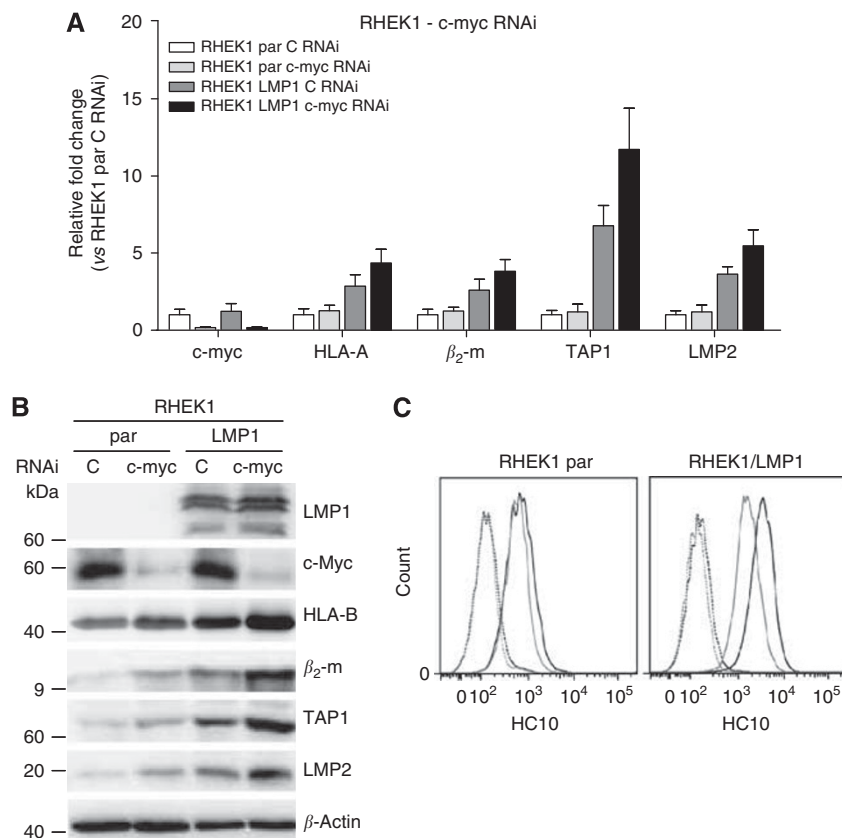 A
RHEK1 - c-myc RNAi
RHEK1 par C RNAi
RHEK1 par c-myc RNAi
RHEK1 LMP1 C RNAi
RHEK1 LMP1 c-myc RNAi
Relative fold change
(vs RHEK1 par C RNAi)
20
15
10
5
0
c-myc HLA-A β2-m TAP1 LMP2
B
RHEK1
par LMP1
RNAi C c-myc C c-myc
kDa
LMP1
60
60 c-Myc
HLA-B
40
β2-m
9
TAP1
60
20 LMP2
β-Actin
40
C
RHEK1 par RHEK1/LMP1
Count
0
0 10² 10³ 10⁴ 10⁵ 0 10² 10³ 10⁴ 10⁵
HC10 HC10